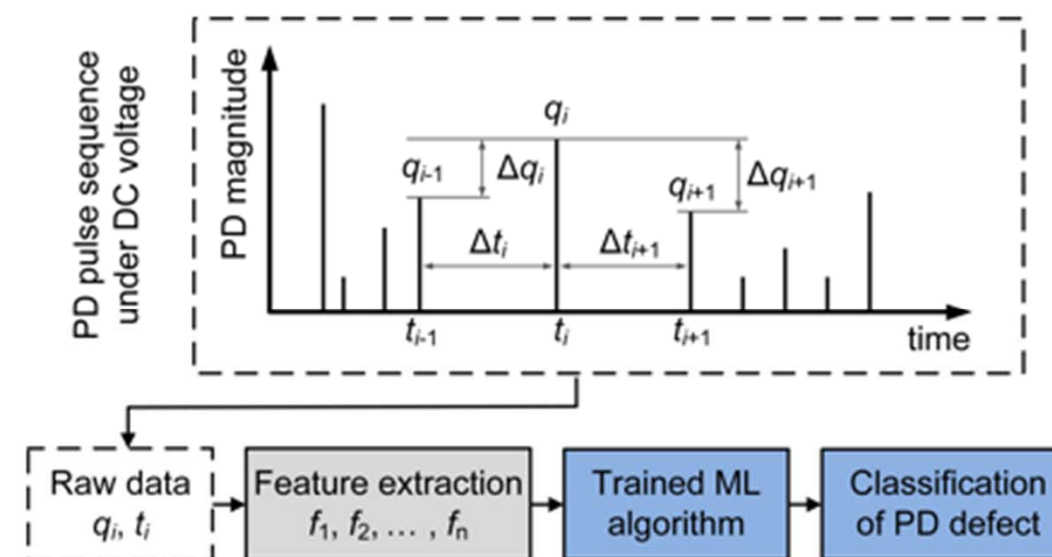 PD pulse sequence
under DC voltage
PD magnitude
qᵢ
qᵢ₋₁
Δqᵢ
qᵢ₊₁
Δqᵢ₊₁
Δtᵢ
Δtᵢ₊₁
tᵢ₋₁
tᵢ
tᵢ₊₁
time
Raw data
qᵢ, tᵢ
Feature extraction
f₁, f₂, ... , fₙ
Trained ML
algorithm
Classification
of PD defect